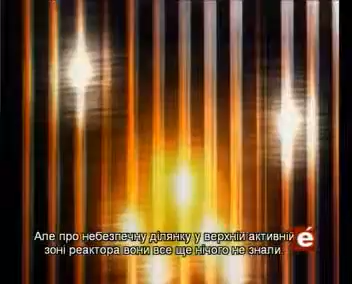 Але про небезпечну ділянку у верхній активній
зоні реактора вони все ще нічого не знали.
é